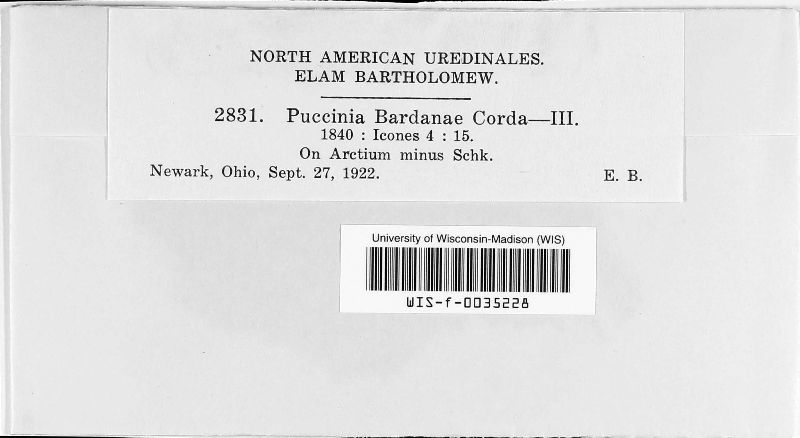 NORTH AMERICAN UREDINALES.
ELAM BARTHOLOMEW.
2831. Puccinia Bardanae Corda—III.
1840 : Icones 4 : 15.
On Arctium minus Schk.
Newark, Ohio, Sept. 27, 1922. E. B.
University of Wisconsin-Madison (WIS)
WIS-f-0035228